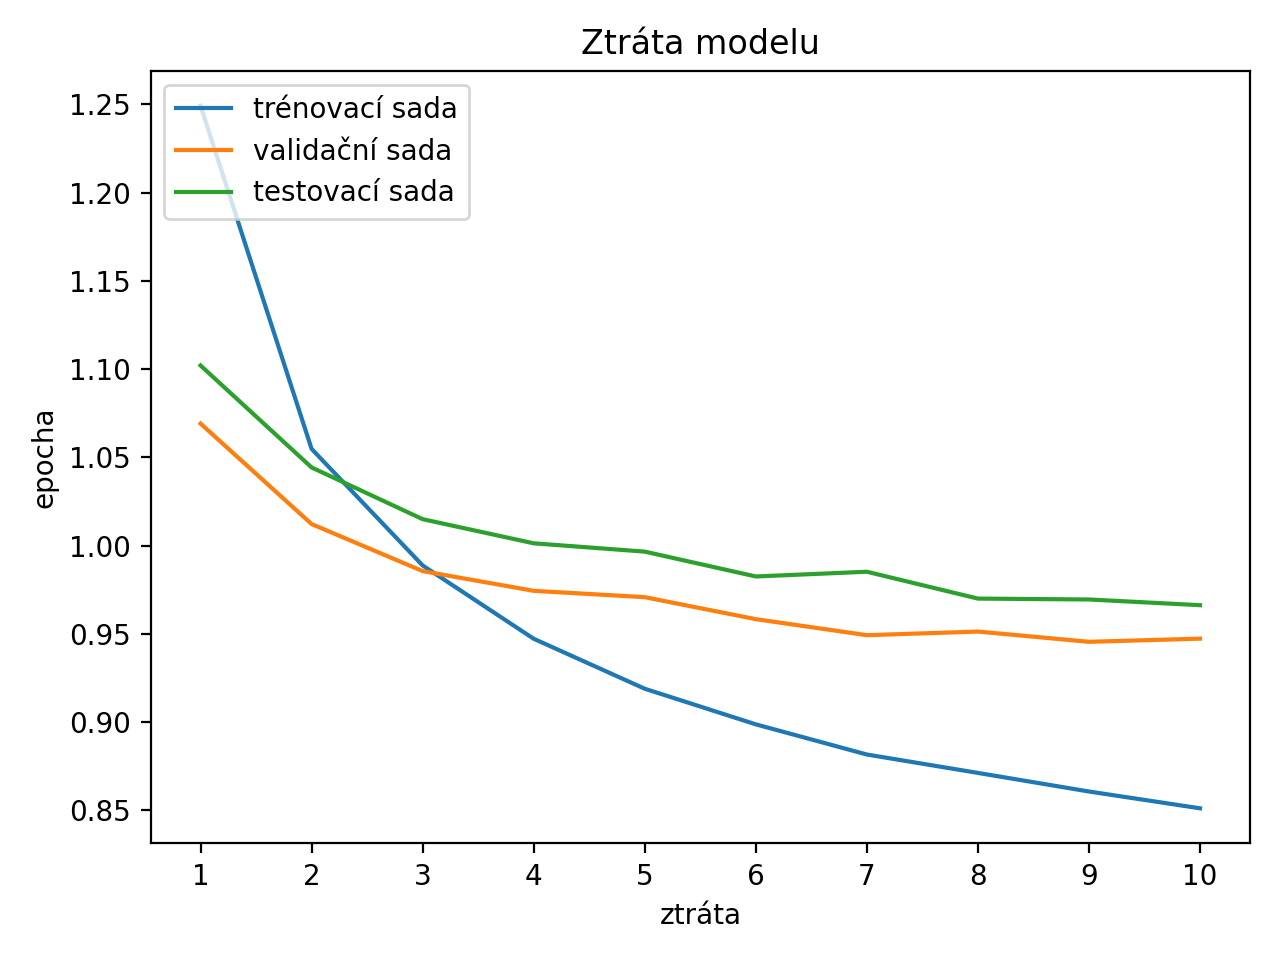 Ztráta modelu
trénovací sada
validační sada
testovací sada
1.25
1.20
1.15
1.10
1.05
1.00
0.95
0.90
0.85
epocha
1 2 3 4 5 6 7 8 9 10
ztráta